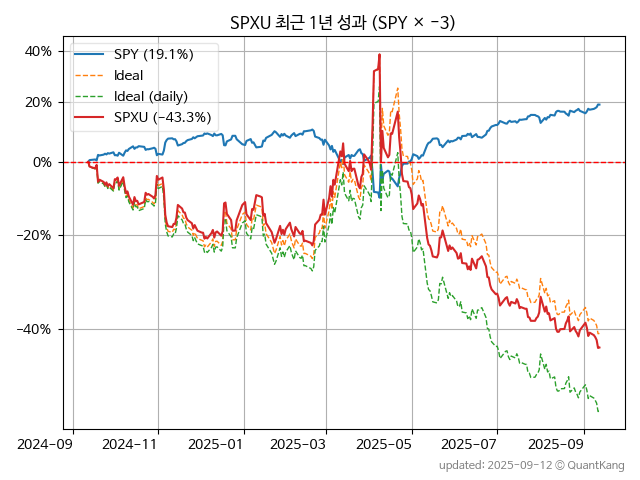 SPXU 최근 1년 성과 (SPY × −3)
SPY (19.1%)
Ideal
Ideal (daily)
SPXU (−43.3%)
40%
20%
0%
−20%
−40%
2024-09 2024-11 2025-01 2025-03 2025-05 2025-07 2025-09
updated: 2025-09-12 ⓒ QuantKang